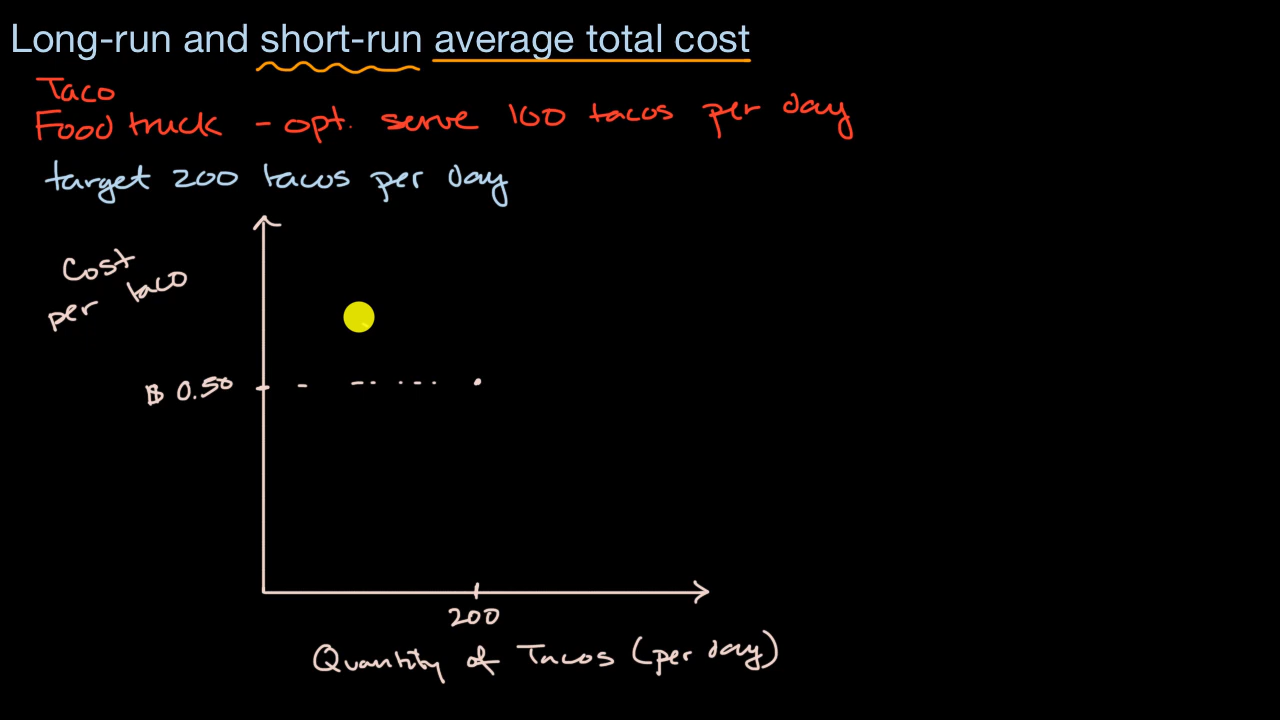 Long-run and short-run average total cost
Taco
Food truck - opt. serve 100 tacos per day
target 200 tacos per day
Cost
per taco
$ 0.50
200
Quantity of Tacos (per day)